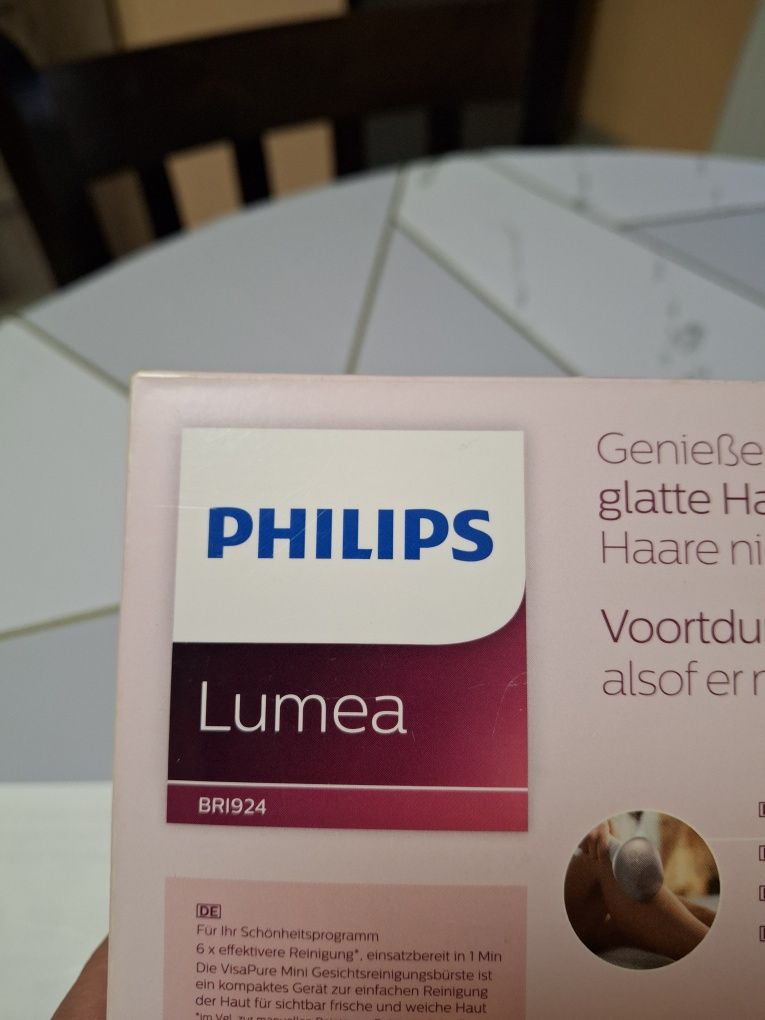 PHILIPS
Lumea
BRI924
Genieße
glatte Ha
Haare ni
Voortdu
alsof er
DE
Für Ihr Schönheitsprogramm
6 x effektivere Reinigung*, einsatzbereit in 1 Min
Die VisaPure Mini Gesichtsreinigungsbürste ist
ein kompaktes Gerät zur einfachen Reinigung
der Haut für sichtbar frische und weiche Haut